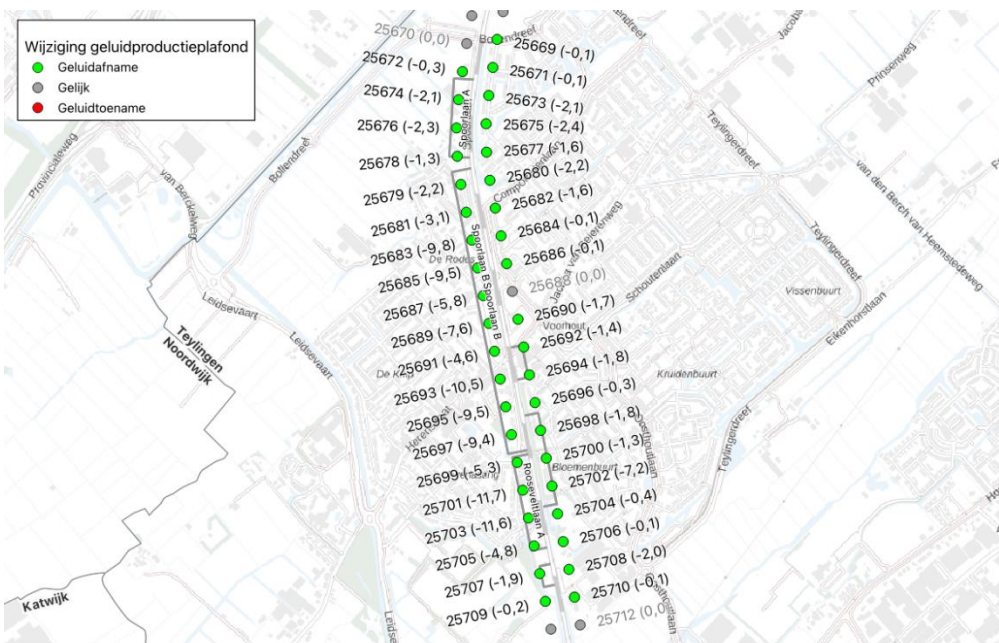 Wijziging geluidproductieplafond
Geluidafname
Gelijk
Geluidtoename
25670 (0,0)
25669 (-0,1)
25672 (-0,3)
25671 (-0,1)
25674 (-2,1)
25673 (-2,1)
25676 (-2,3)
25675 (-2,4)
25678 (-1,3)
25677 (-1,6)
25679 (-2,2)
25680 (-2,2)
25681 (-3,1)
25682 (-1,6)
25683 (-9,8)
25684 (-0,1)
25685 (-9,5)
25686 (-0,1)
25687 (-5,8)
25688 (0,0)
25689 (-7,6)
25690 (-1,7)
25691 (-4,6)
25692 (-1,4)
25693 (-10,5)
25694 (-1,8)
25695 (-9,5)
25696 (-0,3)
25697 (-9,4)
25698 (-1,8)
25699 (-5,3)
25700 (-1,3)
25701 (-11,7)
25702 (-7,2)
25703 (-11,6)
25704 (-0,4)
25705 (-4,8)
25706 (-0,1)
25707 (-1,9)
25708 (-2,0)
25709 (-0,2)
25710 (-0,1)
25712 (0,0)
Spoorlaan A
Spoorlaan B
Spoorlaan B
Rooseveltlaan A
Provincialeweg
van Berckelweg
Bollendreef
Prinsenweg
Teylingerdreef
van den Berch van Heemstedeweg
Teylingerdreef
Schoutenlaan
Vissenbuurt
Eikenhorstlaan
Voorhout
Kruidenbuurt
Bloemenbuurt
Teylingerdreef
Leidsevaart
Leidsevaart
Teylingen
Noordwijk
Katwijk